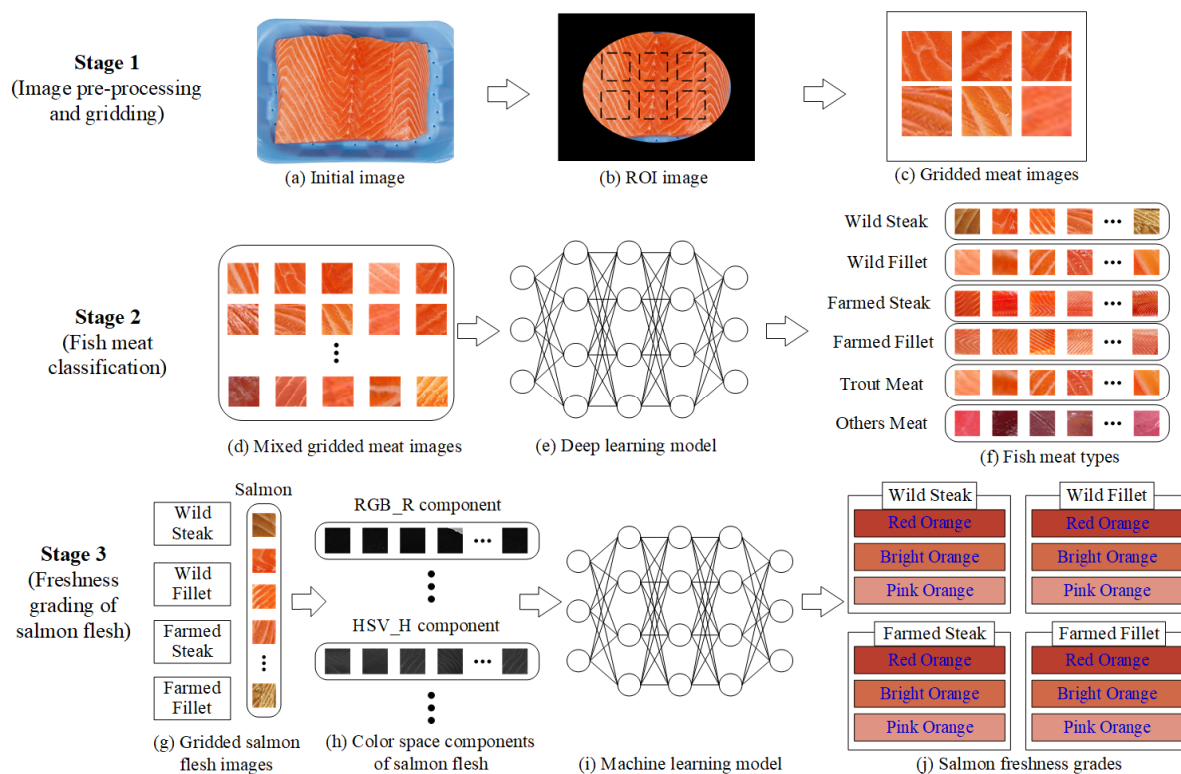 Stage 1
(Image pre-processing
and gridding)
(a) Initial image
(b) ROI image
(c) Gridded meat images
Stage 2
(Fish meat
classification)
(d) Mixed gridded meat images
(e) Deep learning model
Wild Steak
Wild Fillet
Farmed Steak
Farmed Fillet
Trout Meat
Others Meat
(f) Fish meat types
Stage 3
(Freshness
grading of
salmon flesh)
Wild
Steak
Wild
Fillet
Farmed
Steak
Farmed
Fillet
Salmon
(g) Gridded salmon
flesh images
RGB_R component
HSV_H component
(h) Color space components
of salmon flesh
(i) Machine learning model
Wild Steak
Red Orange
Bright Orange
Pink Orange
Wild Fillet
Red Orange
Bright Orange
Pink Orange
Farmed Steak
Red Orange
Bright Orange
Pink Orange
Farmed Fillet
Red Orange
Bright Orange
Pink Orange
(j) Salmon freshness grades